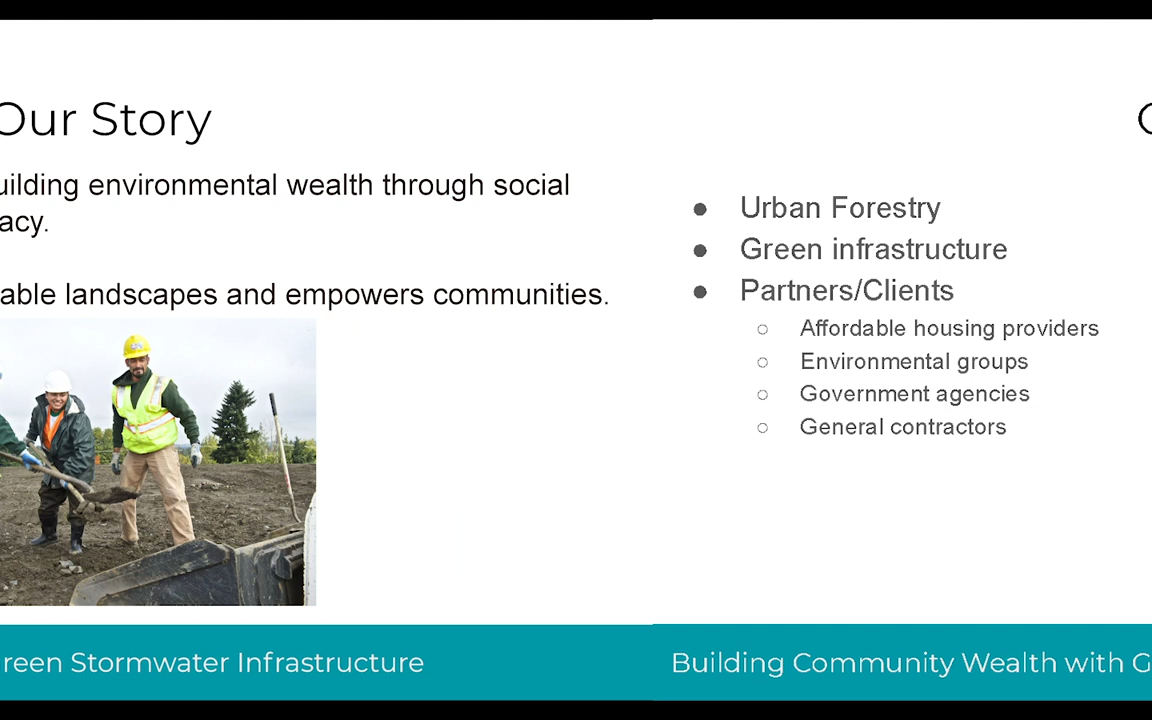 Our Story
uilding environmental wealth through social
acy.
able landscapes and empowers communities.
reen Stormwater Infrastructure
● Urban Forestry
● Green infrastructure
● Partners/Clients
○ Affordable housing providers
○ Environmental groups
○ Government agencies
○ General contractors
Building Community Wealth with G